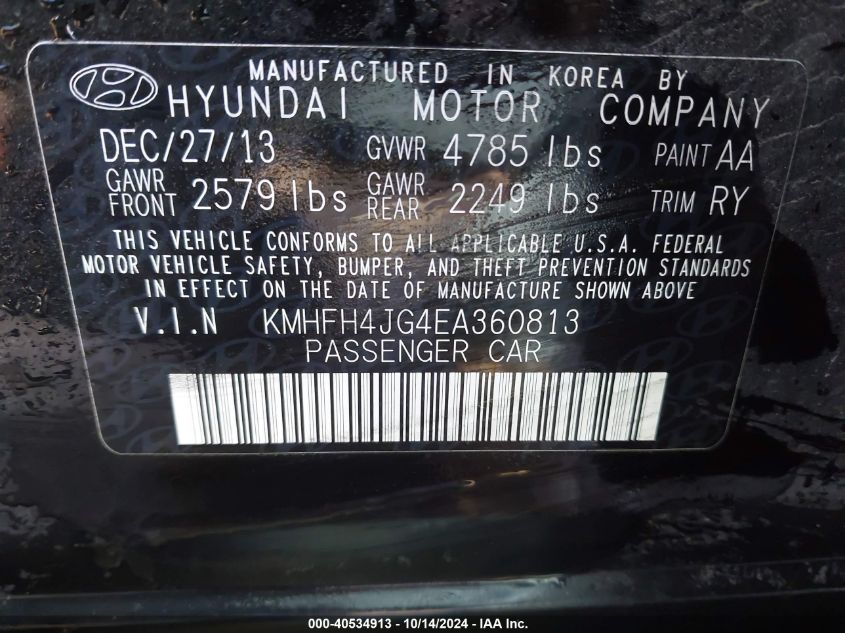 MANUFACTURED IN KOREA BY
HYUNDAI MOTOR COMPANY
DEC/27/13 GVWR 4785 lbs PAINT AA
GAWR FRONT 2579 lbs GAWR REAR 2249 lbs TRIM RY
THIS VEHICLE CONFORMS TO ALL APPLICABLE U.S.A. FEDERAL
MOTOR VEHICLE SAFETY, BUMPER, AND THEFT PREVENTION STANDARDS
IN EFFECT ON THE DATE OF MANUFACTURE SHOWN ABOVE
V.I.N KMHFH4JG4EA360813
PASSENGER CAR
000-40534913 - 10/14/2024 - IAA Inc.